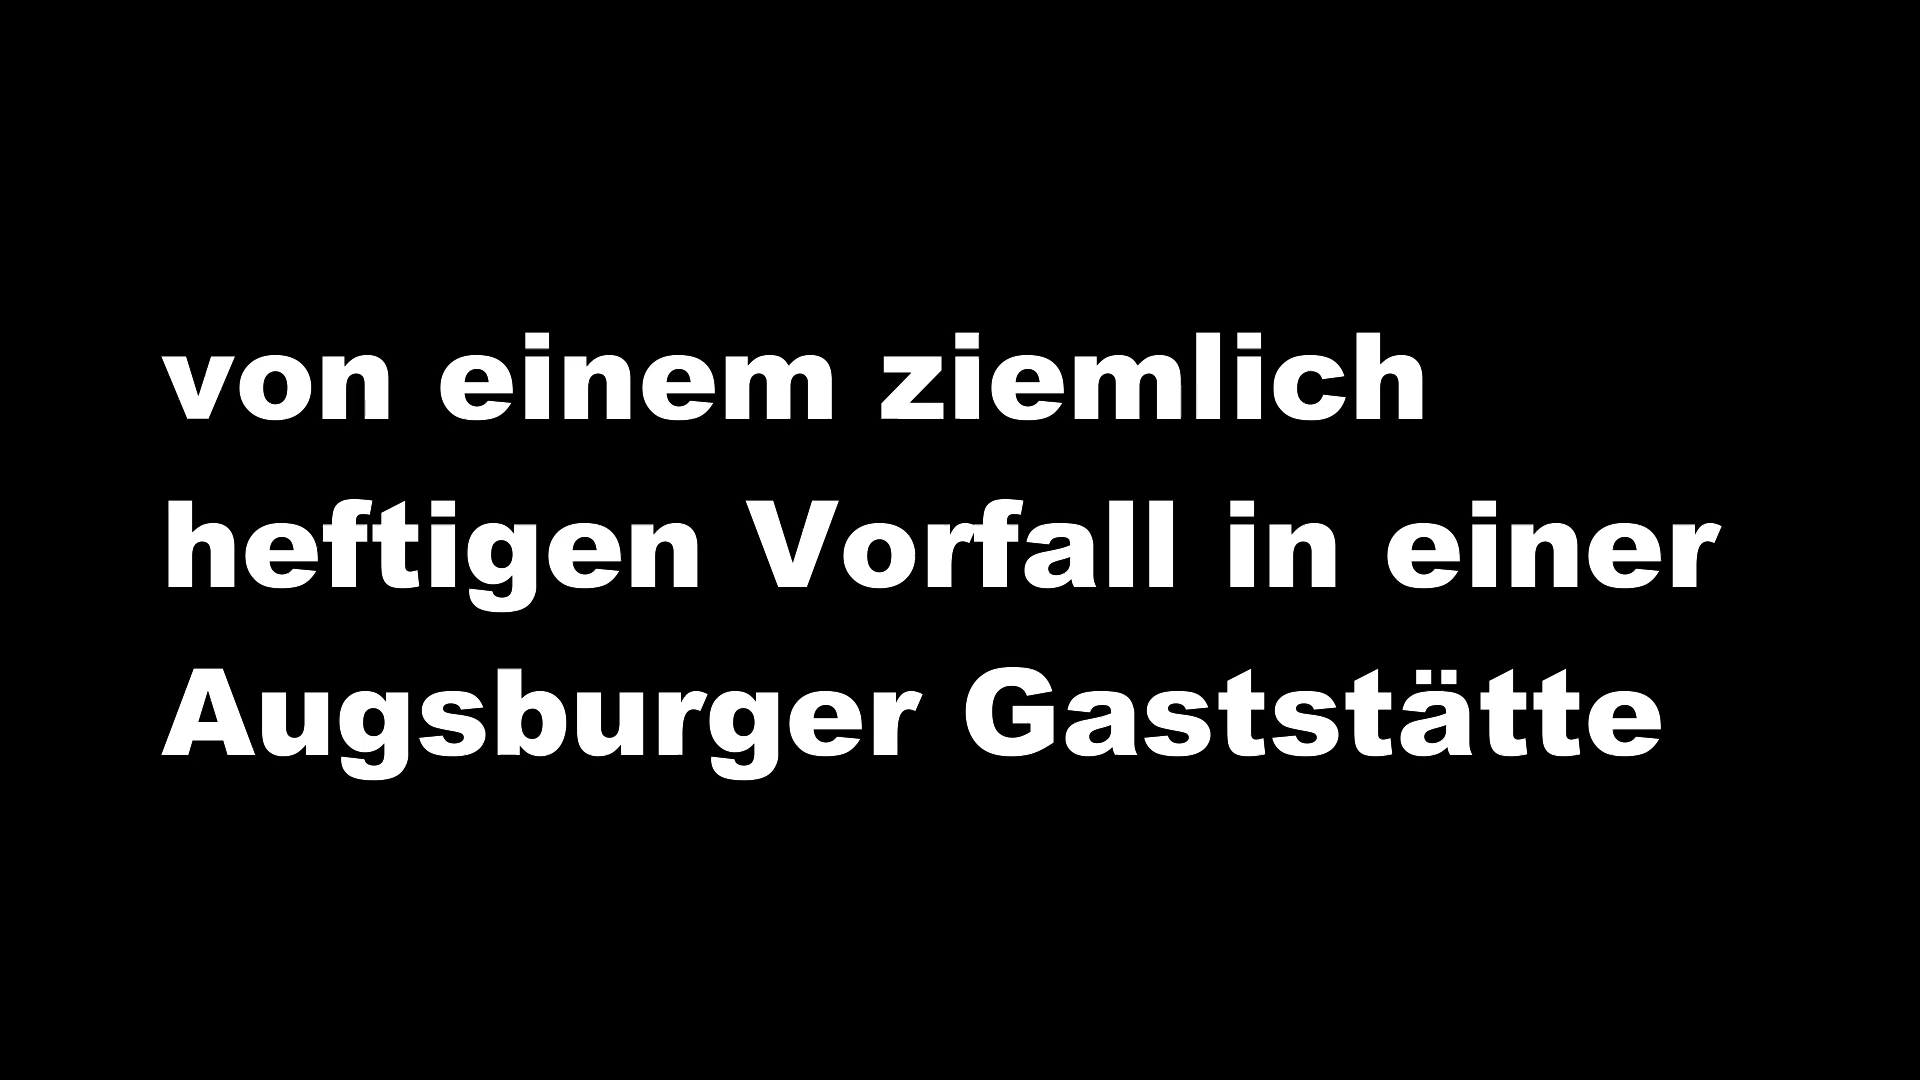 von einem ziemlich
heftigen Vorfall in einer
Augsburger Gaststätte